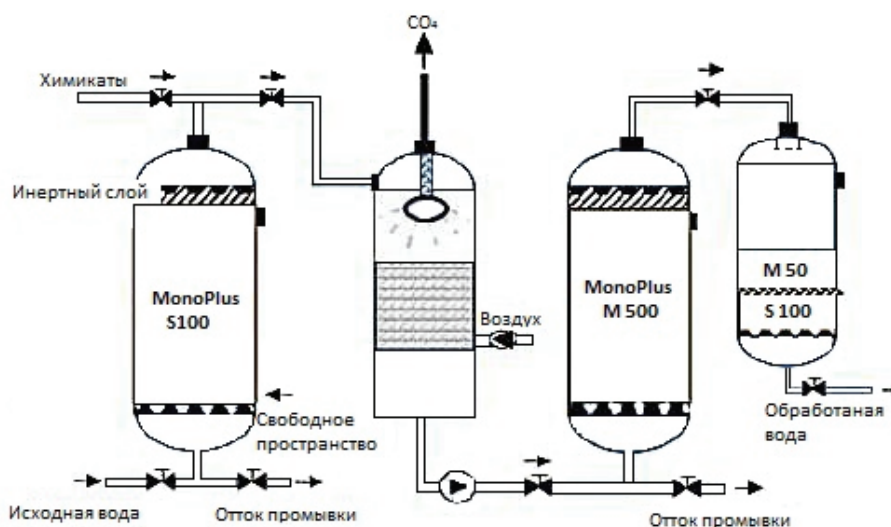 CO₄
Химикаты
Инертный слой
MonoPlus
S100
Воздух
MonoPlus
M 500
M 50
S 100
Свободное
пространство
Обработаная
вода
Исходная вода
Отток промывки
Отток промывки